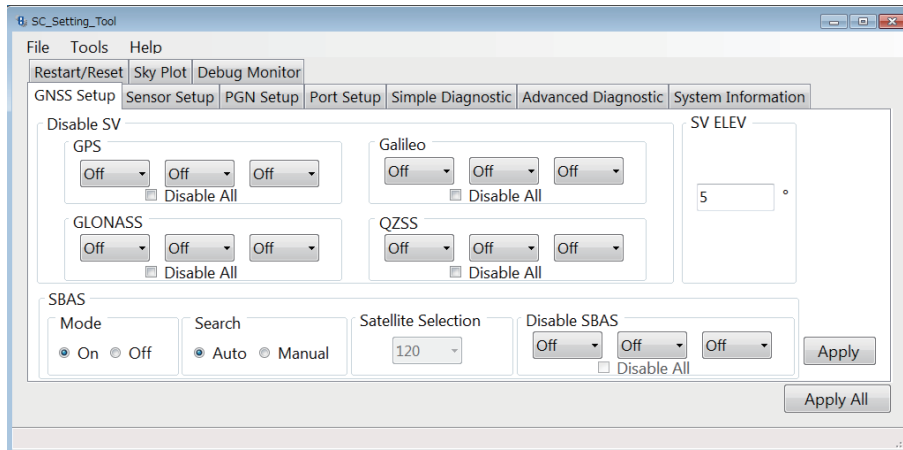 SC_Setting_Tool
File Tools Help
Restart/Reset Sky Plot Debug Monitor
GNSS Setup Sensor Setup PGN Setup Port Setup Simple Diagnostic Advanced Diagnostic System Information
Disable SV SV ELEV
GPS Galileo
Off Off Off Off Off Off
Disable All Disable All
5 °
GLONASS QZSS
Off Off Off Off Off Off
Disable All Disable All
SBAS
Mode Search Satellite Selection Disable SBAS
On Off Auto Manual 120 Off Off Off Apply
Disable All
Apply All